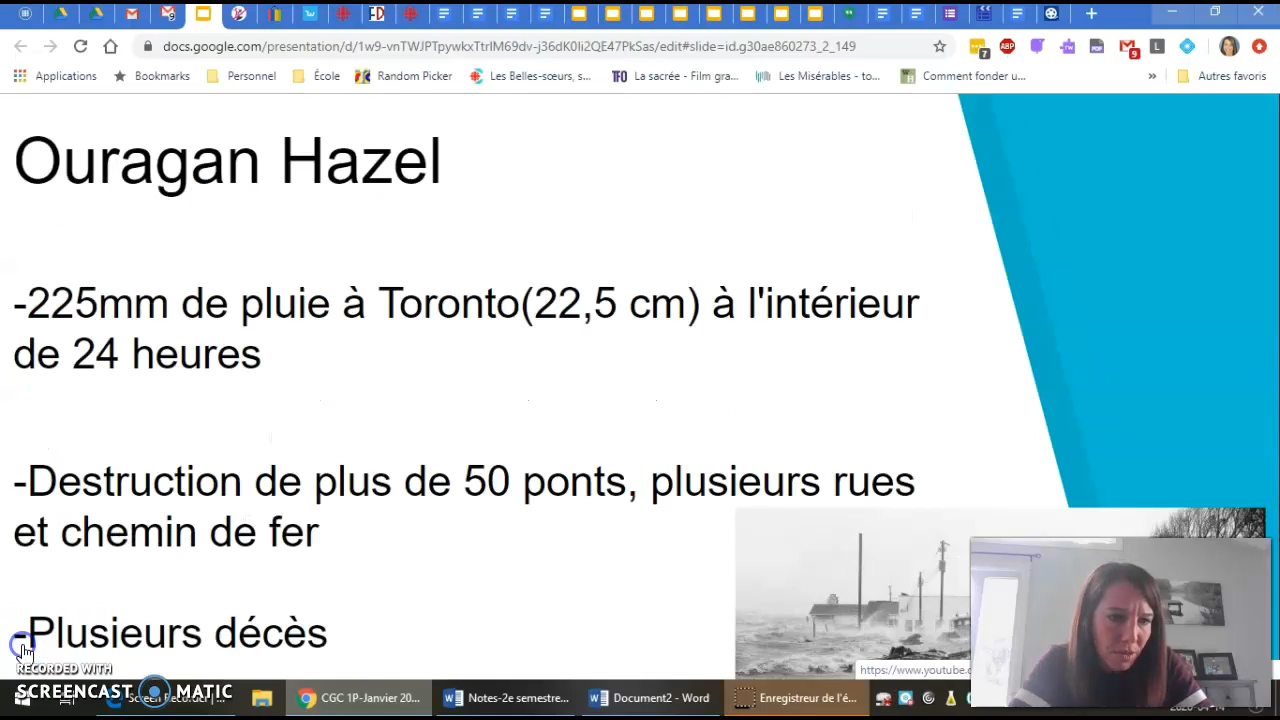 docs.google.com/presentation/d/1w9-vnTWJPTpywkxTtrIM69dv-j36dK0Ii2QE47PkSas/edit#slide=id.g30ae860273_2_149
Applications Bookmarks Personnel École Random Picker Les Belles-sœurs, s... La sacrée - Film gra... Les Misérables - to... Comment fonder u... » Autres favoris
Ouragan Hazel
-225mm de pluie à Toronto(22,5 cm) à l'intérieur
de 24 heures
-Destruction de plus de 50 ponts, plusieurs rues
et chemin de fer
-Plusieurs décès
https://www.youtube.c
RECORDED WITH
SCREENCAST MATIC
CGC 1P-Janvier 20... Notes-2e semestre... Document2 - Word Enregistreur de l'é...